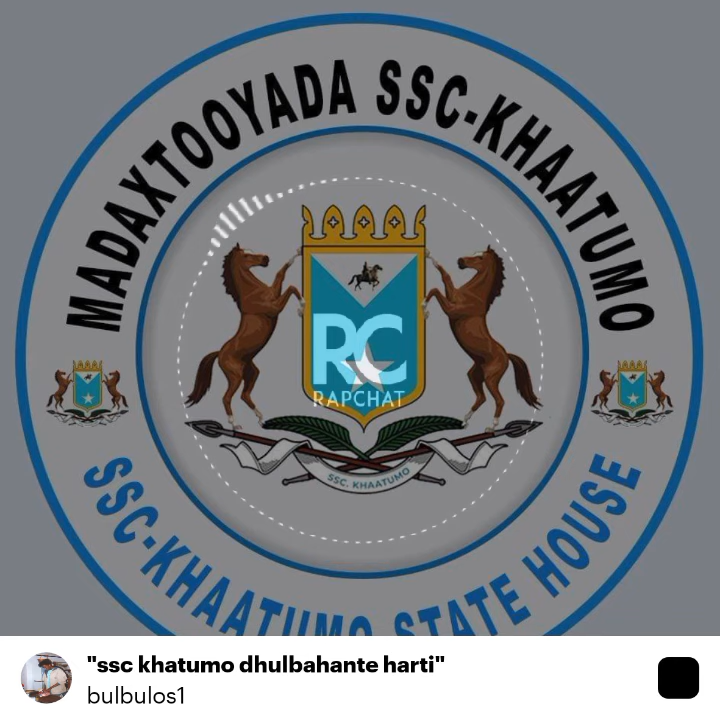 MADAXTOOYADA SSC-KHAATUMO
RC
RAPCHAT
SSC. KHAATUMO
SSC-KHAATUMO STATE HOUSE
"ssc khatumo dhulbahante harti"
bulbulos1